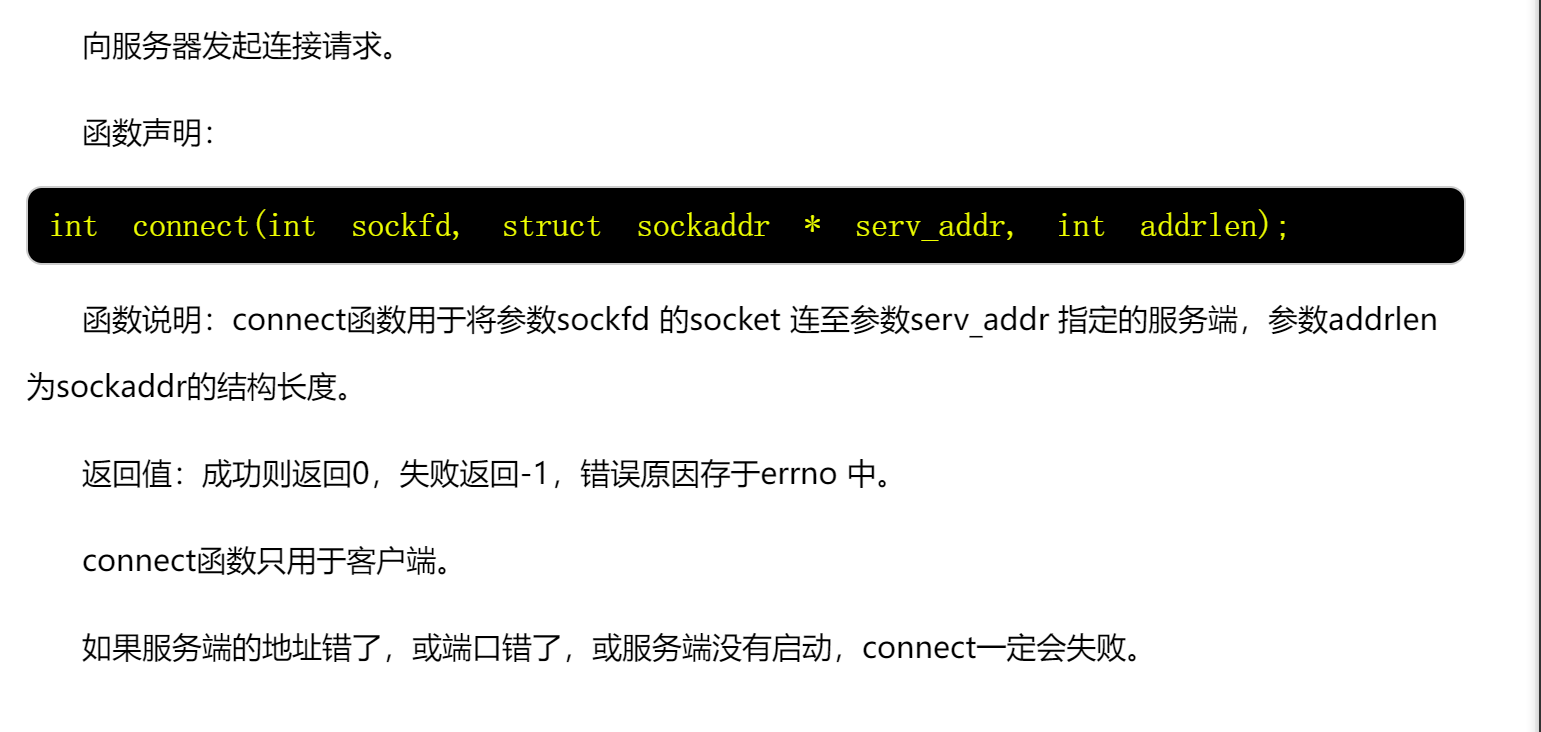 向服务器发起连接请求。
函数声明：
int connect(int sockfd, struct sockaddr * serv_addr, int addrlen);
函数说明：connect函数用于将参数sockfd 的socket 连至参数serv_addr 指定的服务端，参数addrlen
为sockaddr的结构长度。
返回值：成功则返回0，失败返回-1，错误原因存于errno 中。
connect函数只用于客户端。
如果服务端的地址错了，或端口错了，或服务端没有启动，connect一定会失败。